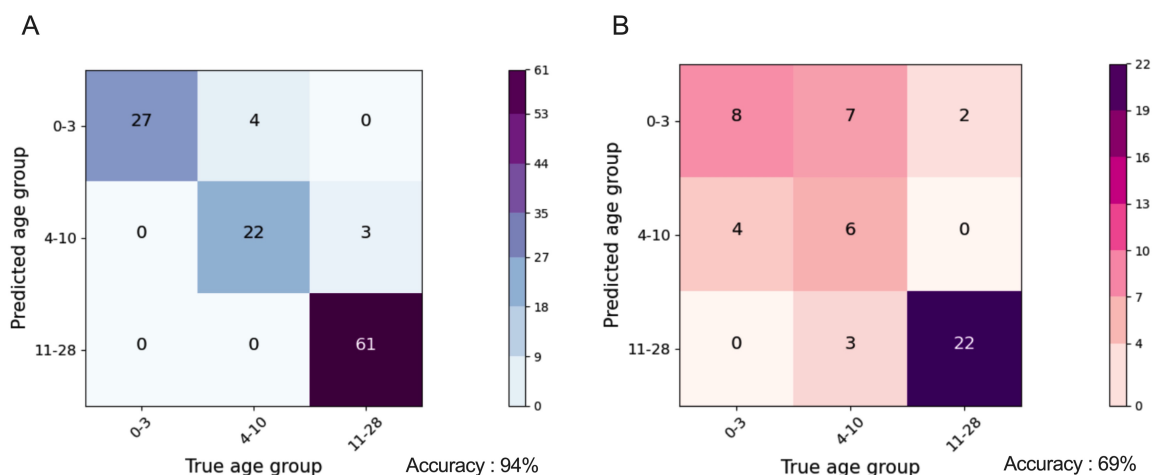 A
B
Predicted age group
0-3
4-10
11-28
27 4 0
0 22 3
0 0 61
0-3 4-10 11-28
True age group
Accuracy : 94%
61
53
44
35
27
18
9
0
Predicted age group
0-3
4-10
11-28
8 7 2
4 6 0
0 3 22
0-3 4-10 11-28
True age group
Accuracy : 69%
22
19
16
13
10
7
4
0